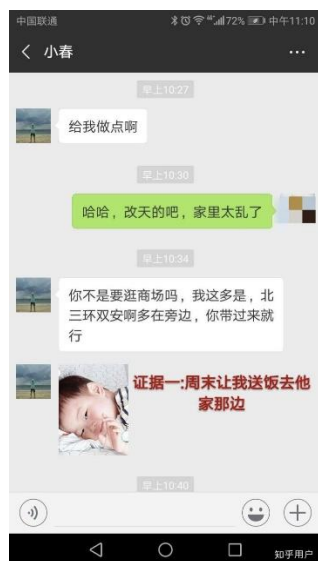 中国联通 72% 中午11:10
小春
早上10:27
给我做点啊
早上10:30
哈哈，改天的吧，家里太乱了
早上10:34
你不是要逛商场吗，我这多是，北
三环双安啊多在旁边，你带过来就
行
证据一:周末让我送饭去他
家那边
早上10:40
知乎用户